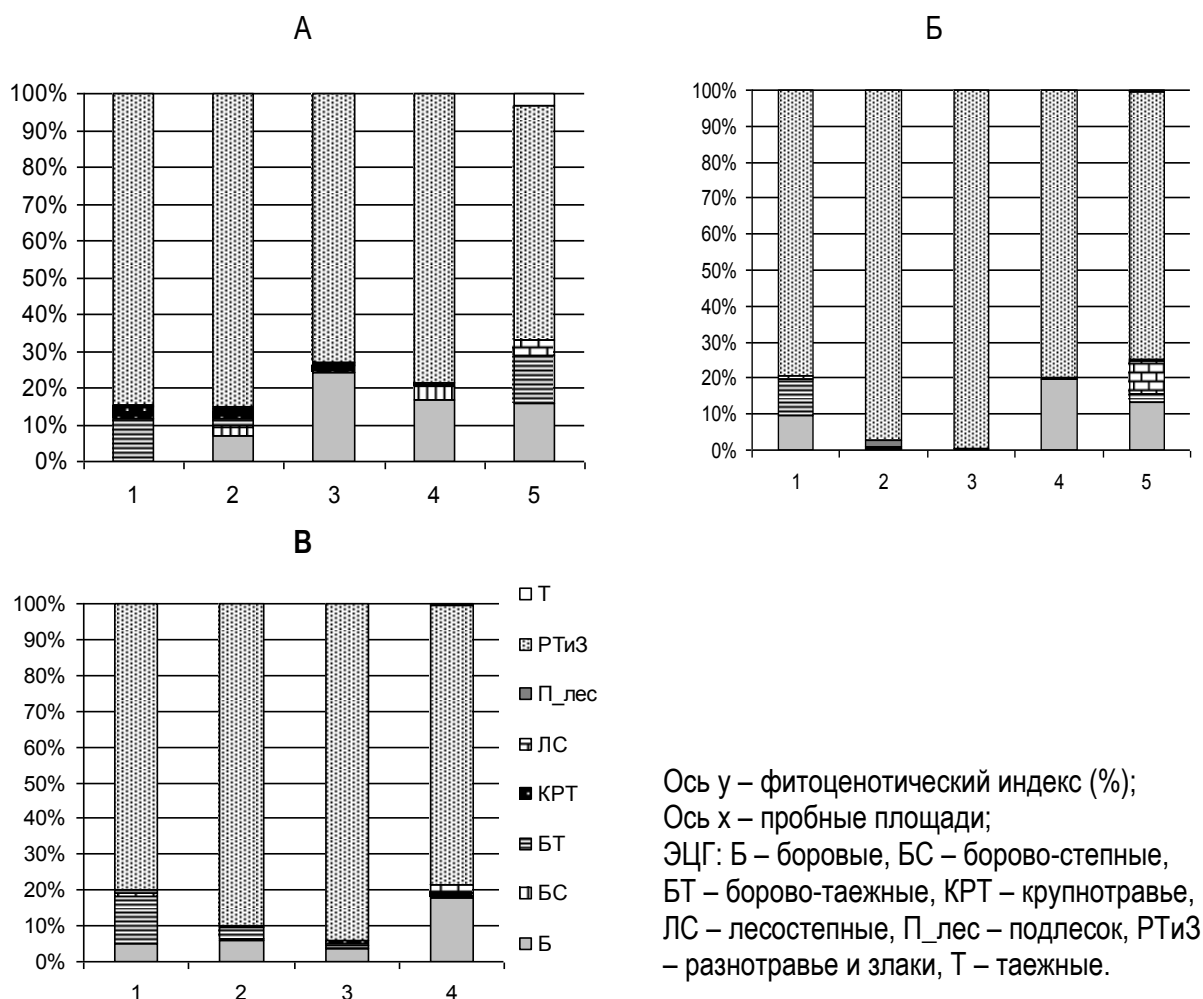 А
100%
90%
80%
70%
60%
50%
40%
30%
20%
10%
0%
1 2 3 4 5
Б
100%
90%
80%
70%
60%
50%
40%
30%
20%
10%
0%
1 2 3 4 5
В
100%
90%
80%
70%
60%
50%
40%
30%
20%
10%
0%
1 2 3 4
Т
РТиЗ
П_лес
ЛС
КРТ
БТ
БС
Б
Ось y – фитоценотический индекс (%);
Ось x – пробные площади;
ЭЦГ: Б – боровые, БС – борово-степные,
БТ – борово-таежные, КРТ – крупнотравье,
ЛС – лесостепные, П_лес – подлесок, РТиЗ
– разнотравье и злаки, Т – таежные.